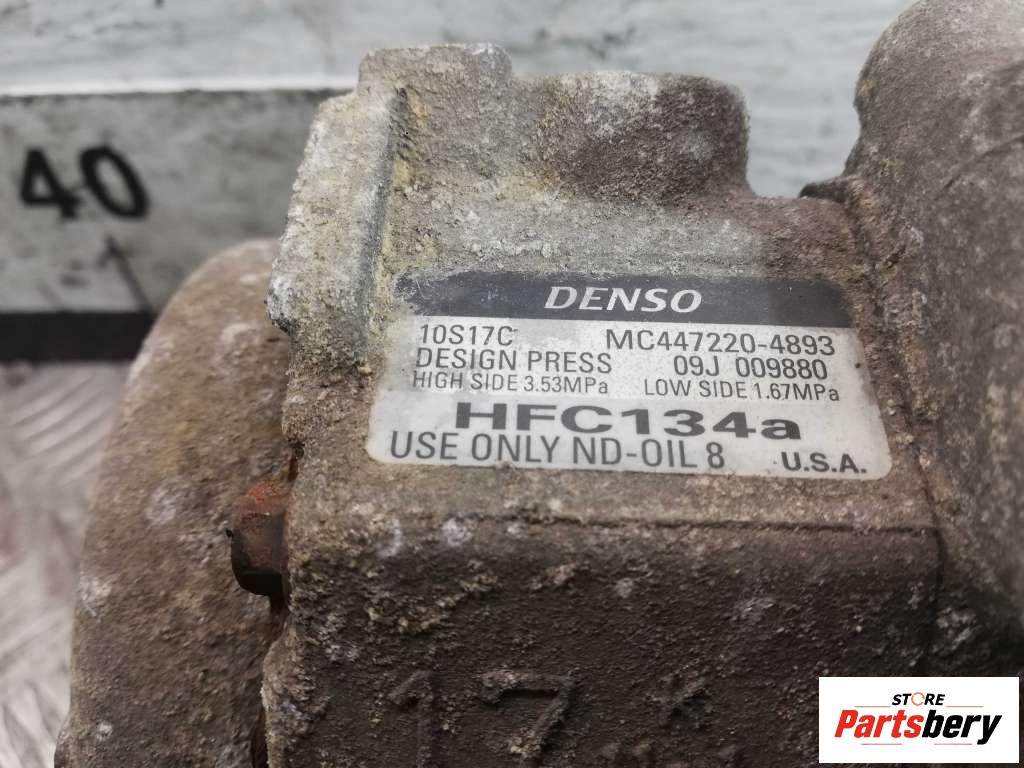 40
DENSO
10S17C MC447220-4893
DESIGN PRESS 09J 009880
HIGH SIDE 3.53MPa LOW SIDE 1.67MPa
HFC134a
USE ONLY ND-OIL 8 U.S.A.
17
STORE
Partsbery